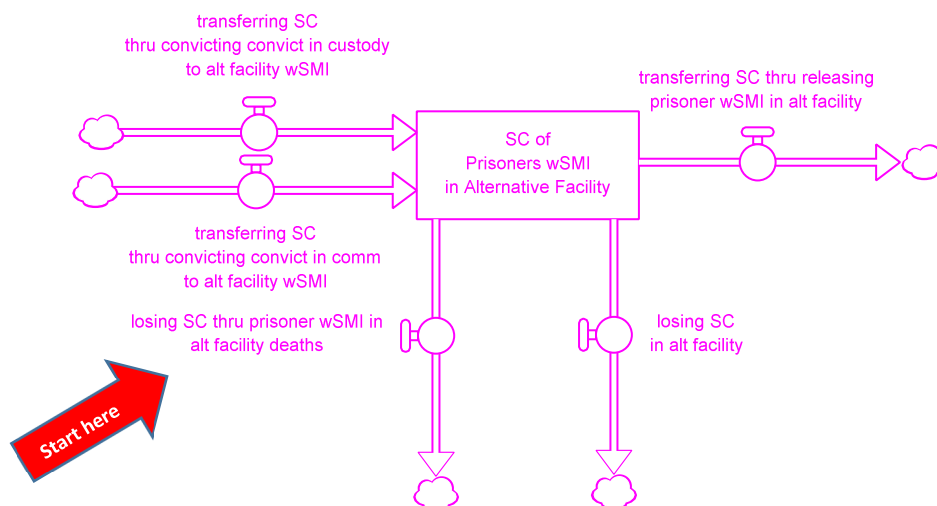 transferring SC
thru convicting convict in custody
to alt facility wSMI
transferring SC thru releasing
prisoner wSMI in alt facility
SC of
Prisoners wSMI
in Alternative Facility
transferring SC
thru convicting convict in comm
to alt facility wSMI
losing SC thru prisoner wSMI in
alt facility deaths
losing SC
in alt facility
Start here